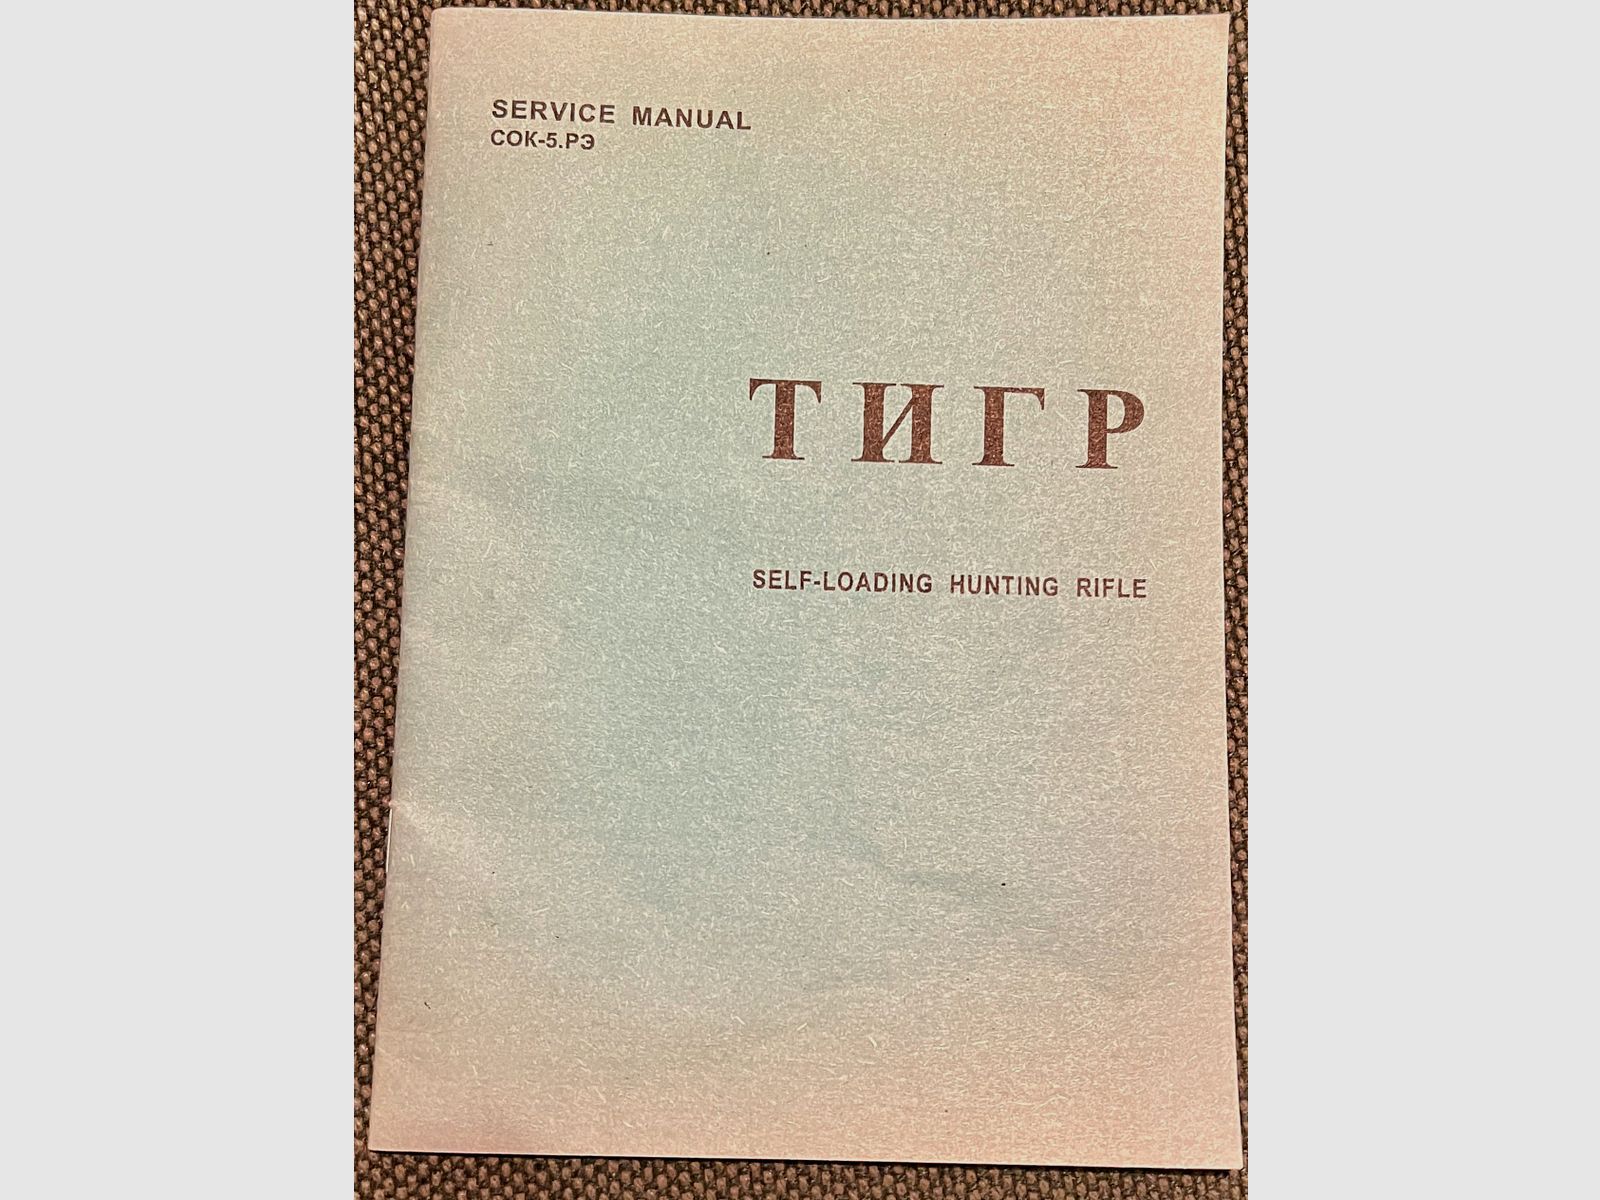 SERVICE MANUAL
СОК-5.РЭ
ТИГР
SELF-LOADING HUNTING RIFLE